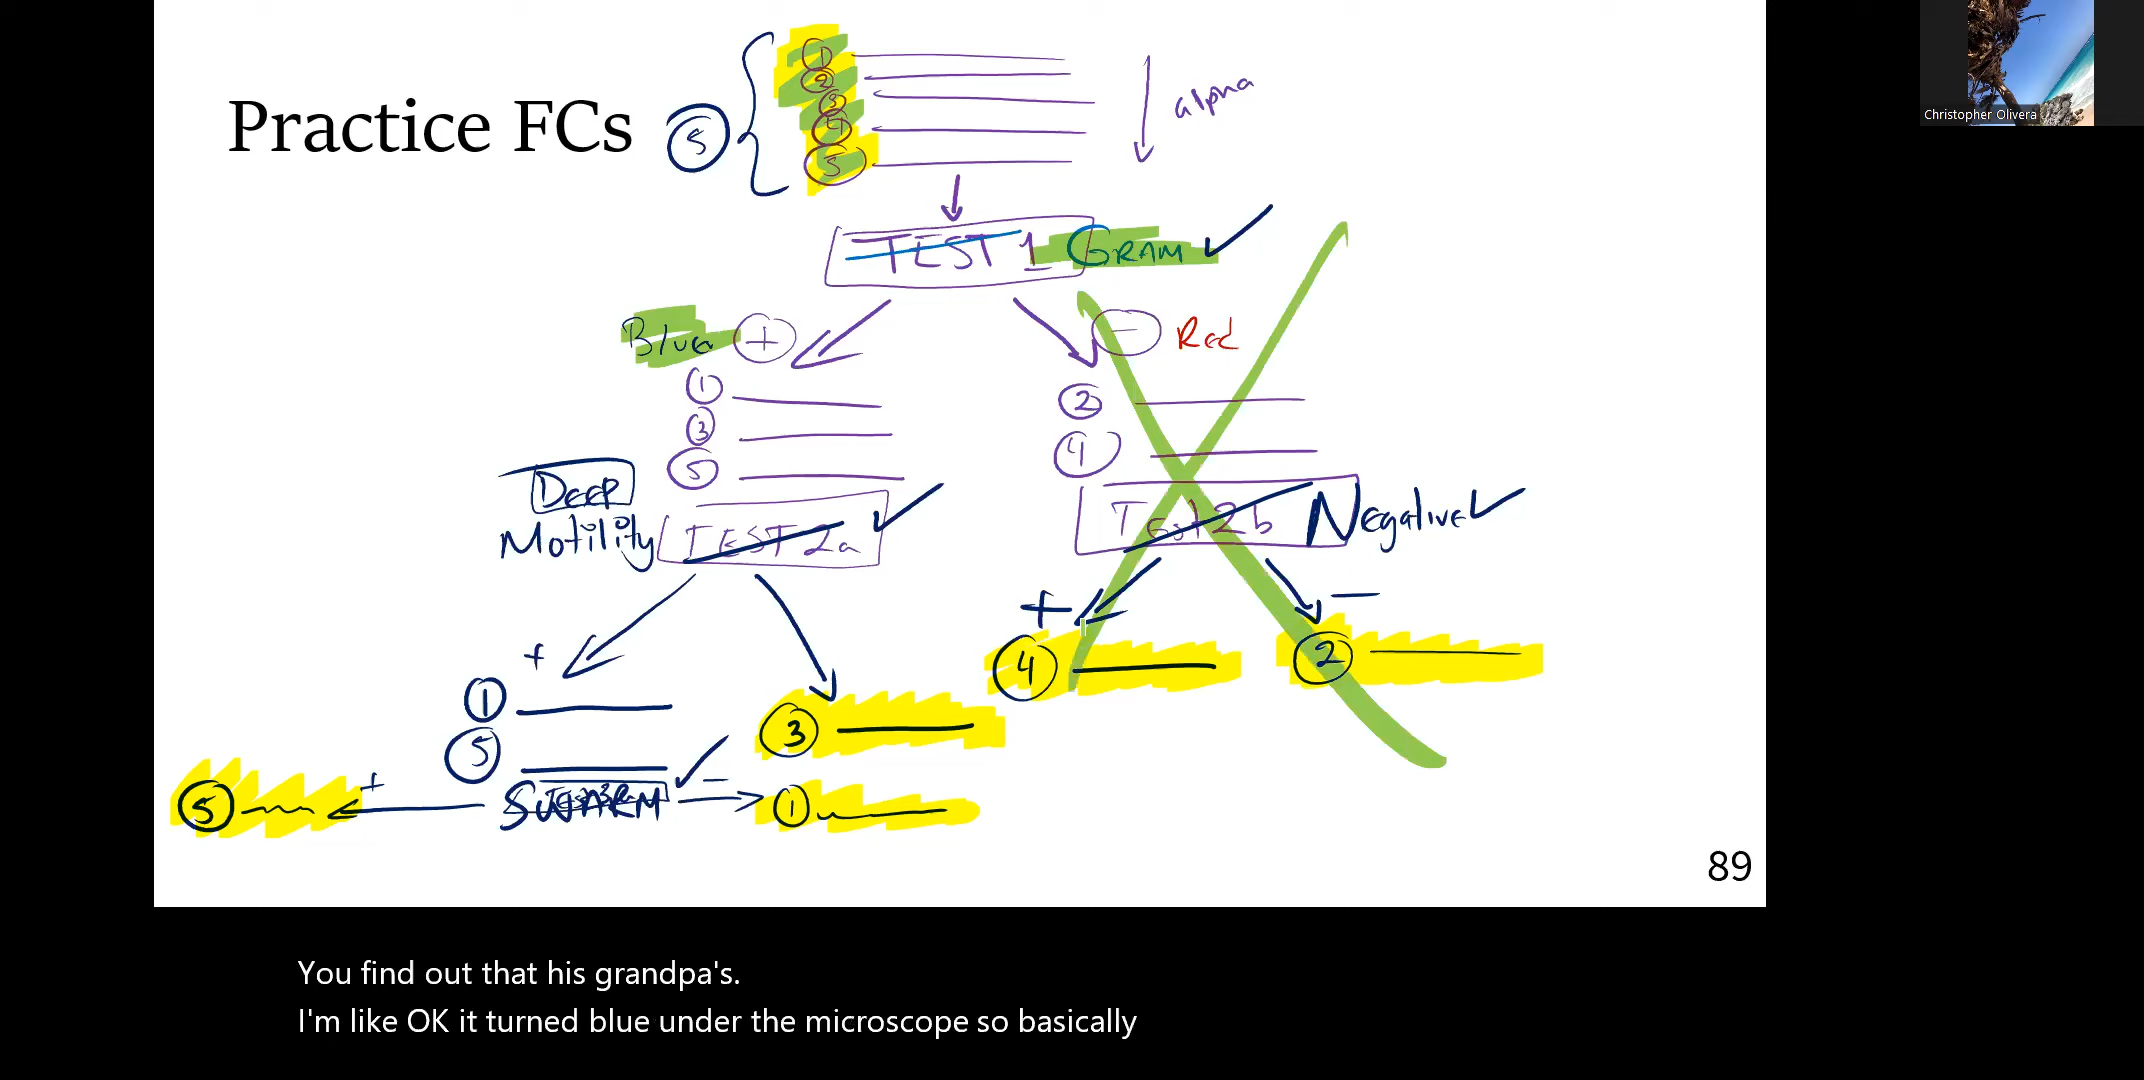 Practice FCs
5
1
2
3
4
5
alpha
Christopher Olivera
TEST 1 GRAM
Blue +
- Red
1
3
5
2
4
DEEP
Motility TEST 2a
Test 2b Negative
+
-
+
1
5
3
4
2
5 + SWARM - 1
89
You find out that his grandpa's.
I'm like OK it turned blue under the microscope so basically